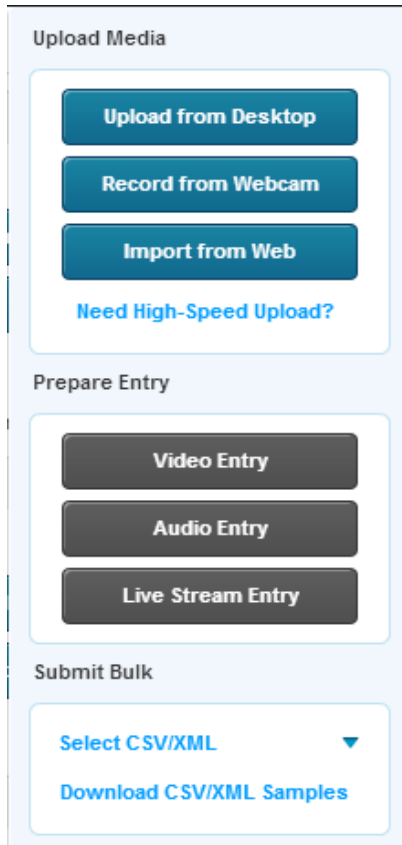 Upload Media
Upload from Desktop
Record from Webcam
Import from Web
Need High-Speed Upload?
Prepare Entry
Video Entry
Audio Entry
Live Stream Entry
Submit Bulk
Select CSV/XML
Download CSV/XML Samples